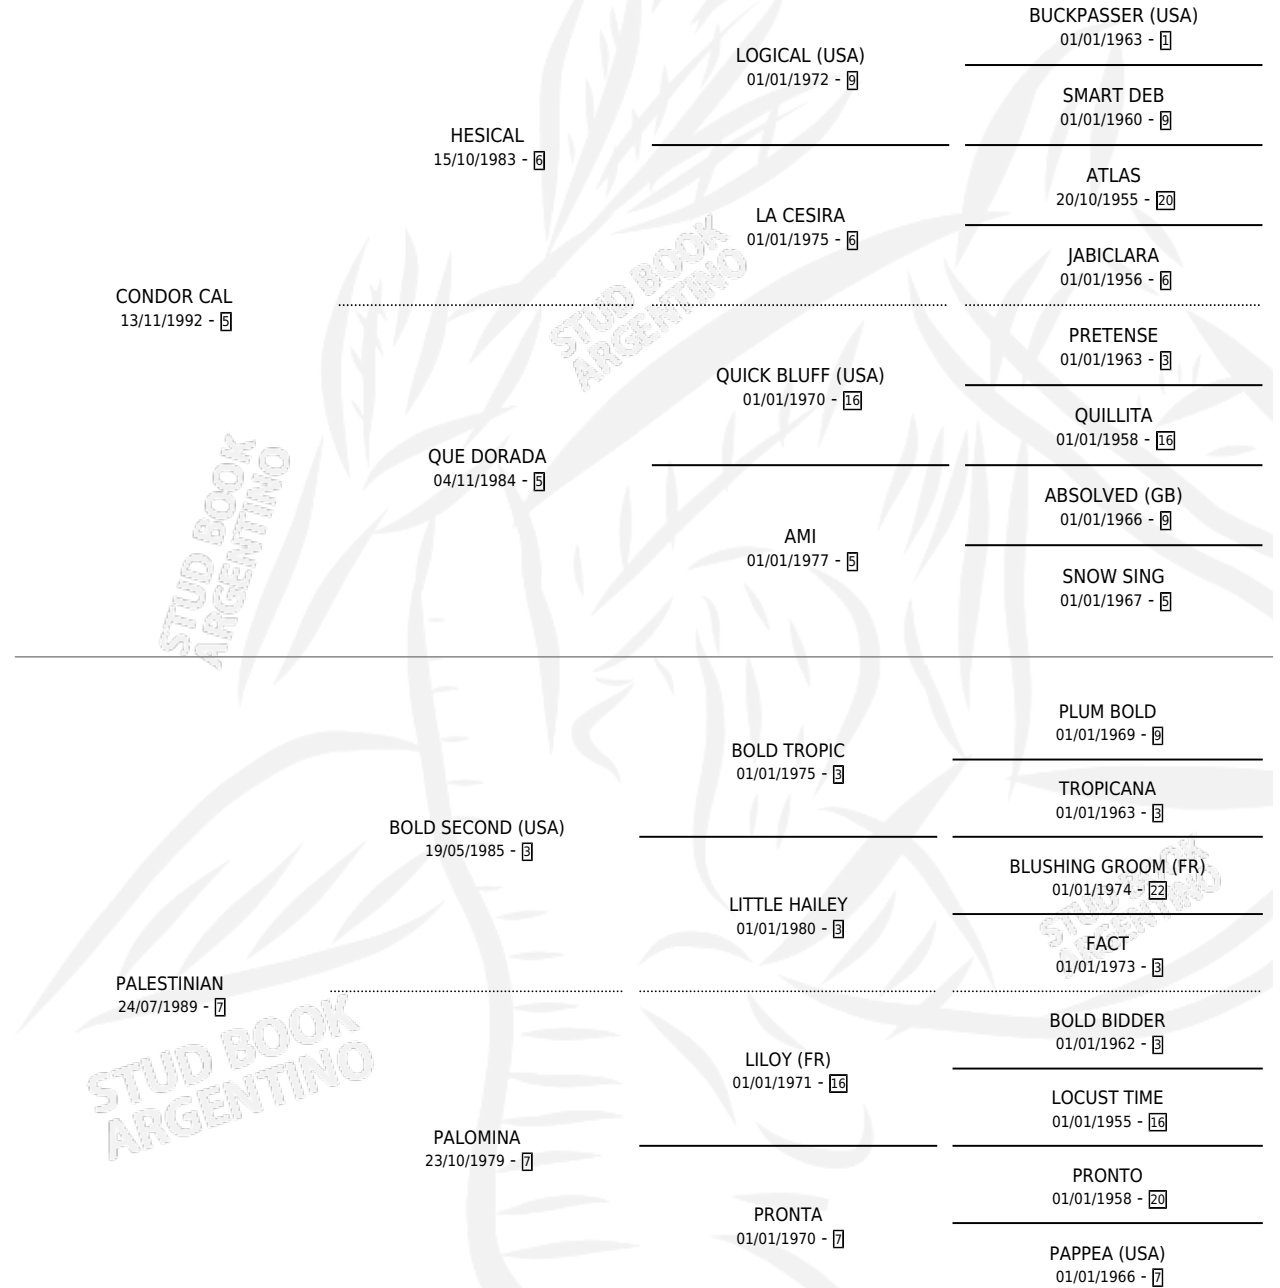 BUCKPASSER (USA)
01/01/1963 - 1
LOGICAL (USA)
01/01/1972 - 9
SMART DEB
01/01/1960 - 9
HESICAL
15/10/1983 - 6
ATLAS
20/10/1955 - 20
LA CESIRA
01/01/1975 - 6
JABICLARA
01/01/1956 - 6
CONDOR CAL
13/11/1992 - 5
PRETENSE
01/01/1963 - 3
QUICK BLUFF (USA)
01/01/1970 - 16
QUILLITA
01/01/1958 - 16
QUE DORADA
04/11/1984 - 5
ABSOLVED (GB)
01/01/1966 - 9
AMI
01/01/1977 - 5
SNOW SING
01/01/1967 - 5
STUD BOOK
ARGENTINO
STUD BOOK
ARGENTINO
PLUM BOLD
01/01/1969 - 9
BOLD TROPIC
01/01/1975 - 3
TROPICANA
01/01/1963 - 3
BOLD SECOND (USA)
19/05/1985 - 3
BLUSHING GROOM (FR)
01/01/1974 - 22
LITTLE HAILEY
01/01/1980 - 3
FACT
01/01/1973 - 3
PALESTINIAN
24/07/1989 - 7
BOLD BIDDER
01/01/1962 - 3
LILOY (FR)
01/01/1971 - 16
LOCUST TIME
01/01/1955 - 16
PALOMINA
23/10/1979 - 7
PRONTO
01/01/1958 - 20
PRONTA
01/01/1970 - 7
PAPPEA (USA)
01/01/1966 - 7
STUD BOOK
ARGENTINO
STUD BOOK
ARGENTINO